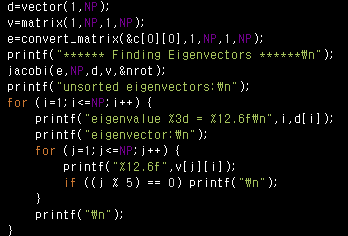 d=vector(1,NP);
v=matrix(1,NP,1,NP);
e=convert_matrix(&c[0][0],1,NP,1,NP);
printf("****** Finding Eigenvectors ******₩n");
jacobi(e,NP,d,v,&nrot);
printf("unsorted eigenvectors:₩n");
for (i=1;i<=NP;i++) {
printf("eigenvalue %3d = %12.6f₩n",i,d[i]);
printf("eigenvector:₩n");
for (j=1;j<=NP;j++) {
printf("%12.6f",v[j][i]);
if ((j % 5) == 0) printf("₩n");
}
printf("₩n");
}